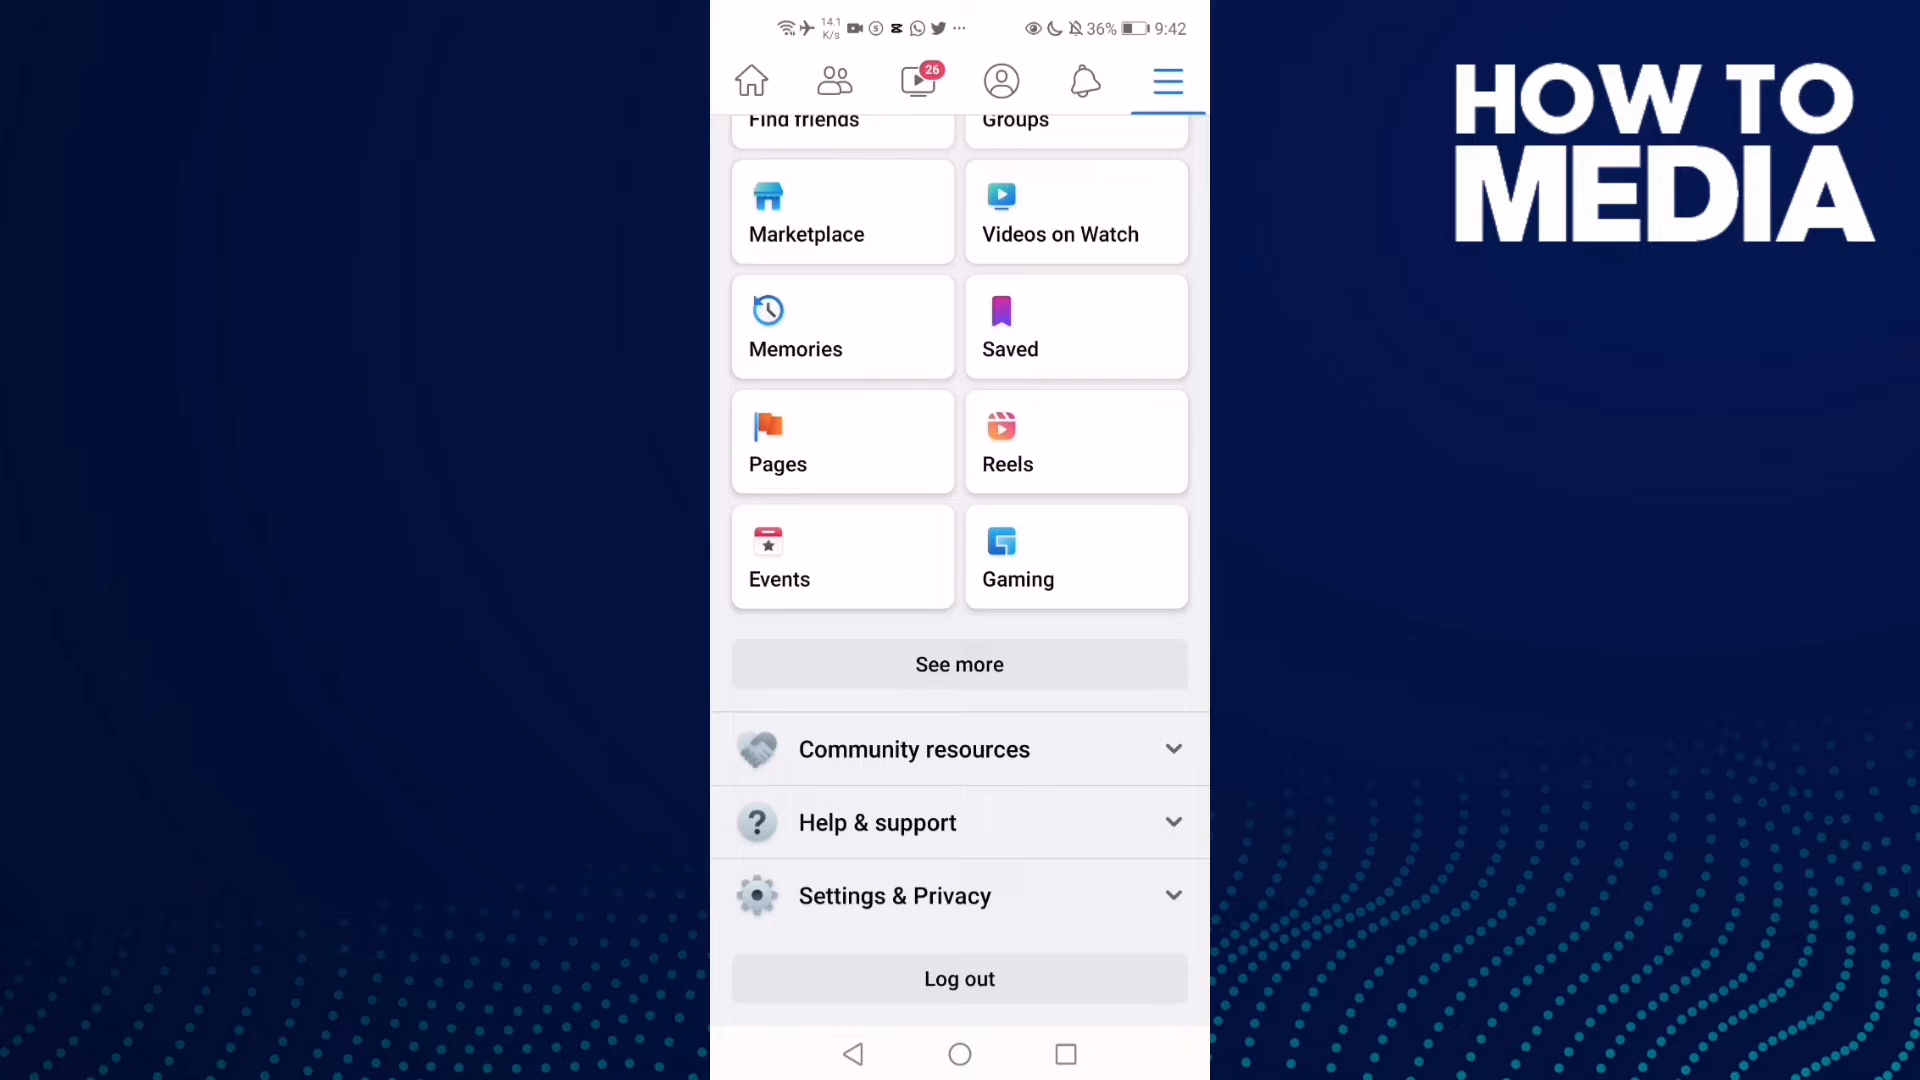 14.1
K/s
36%
9:42
HOW TO
MEDIA
26
Find friends
Groups
Marketplace
Videos on Watch
Memories
Saved
Pages
Reels
Events
Gaming
See more
Community resources
? Help & support
Settings & Privacy
Log out